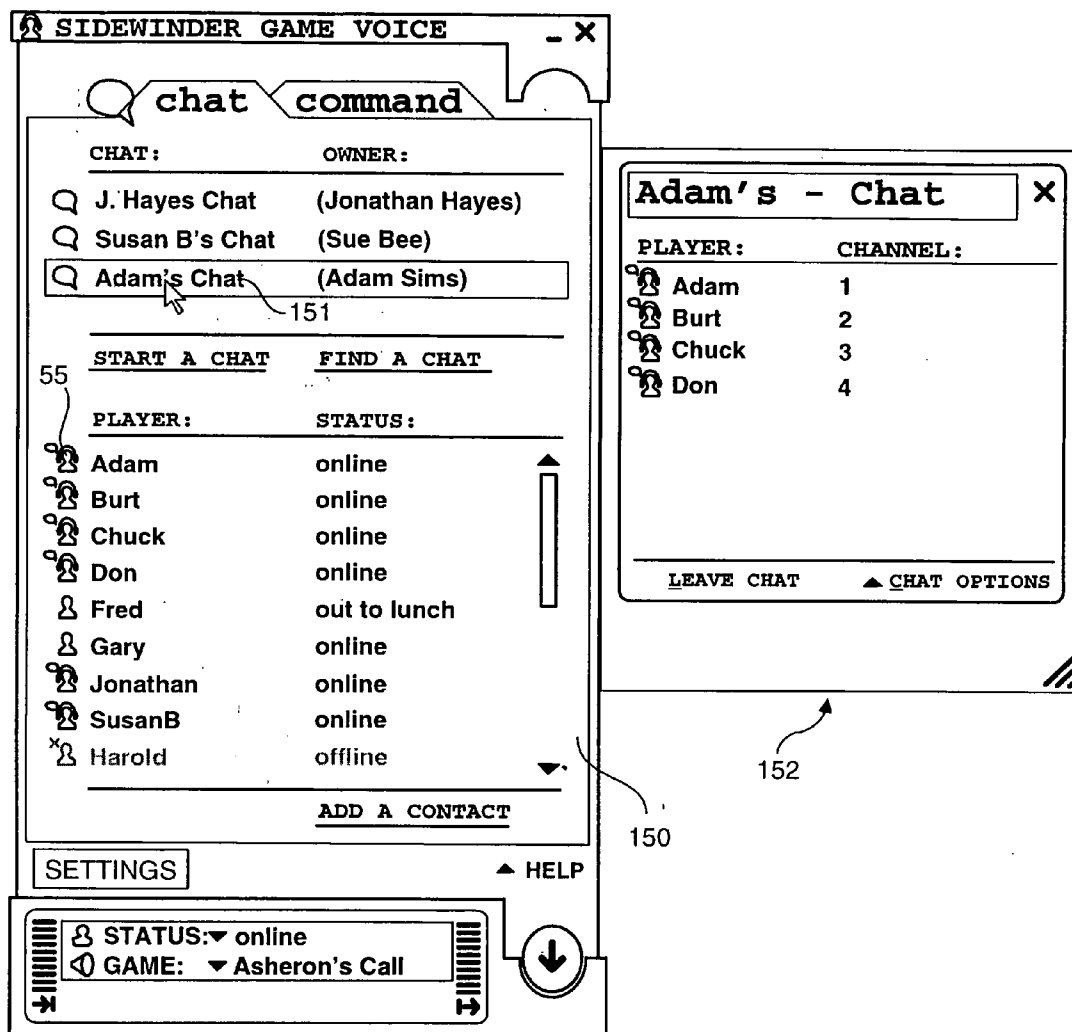 SIDEWINDER GAME VOICE
chat command
CHAT: OWNER:
J. Hayes Chat (Jonathan Hayes)
Susan B's Chat (Sue Bee)
Adam's Chat (Adam Sims)
151
START A CHAT FIND A CHAT
55
PLAYER: STATUS:
Adam online
Burt online
Chuck online
Don online
Fred out to lunch
Gary online
Jonathan online
SusanB online
Harold offline
ADD A CONTACT
SETTINGS HELP
STATUS: online
GAME: Asheron's Call
Adam's - Chat
PLAYER: CHANNEL:
Adam 1
Burt 2
Chuck 3
Don 4
LEAVE CHAT CHAT OPTIONS
152
150